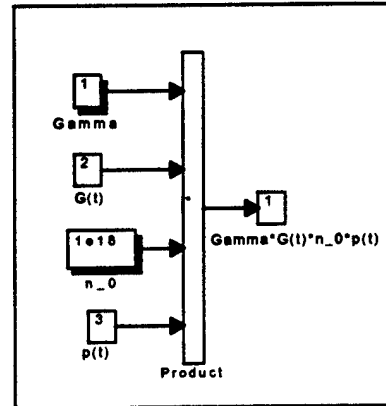 1
Gamma
2
G(t)
1e18
n_0
3
p(t)
Product
1
Gamma*G(t)*n_0*p(t)